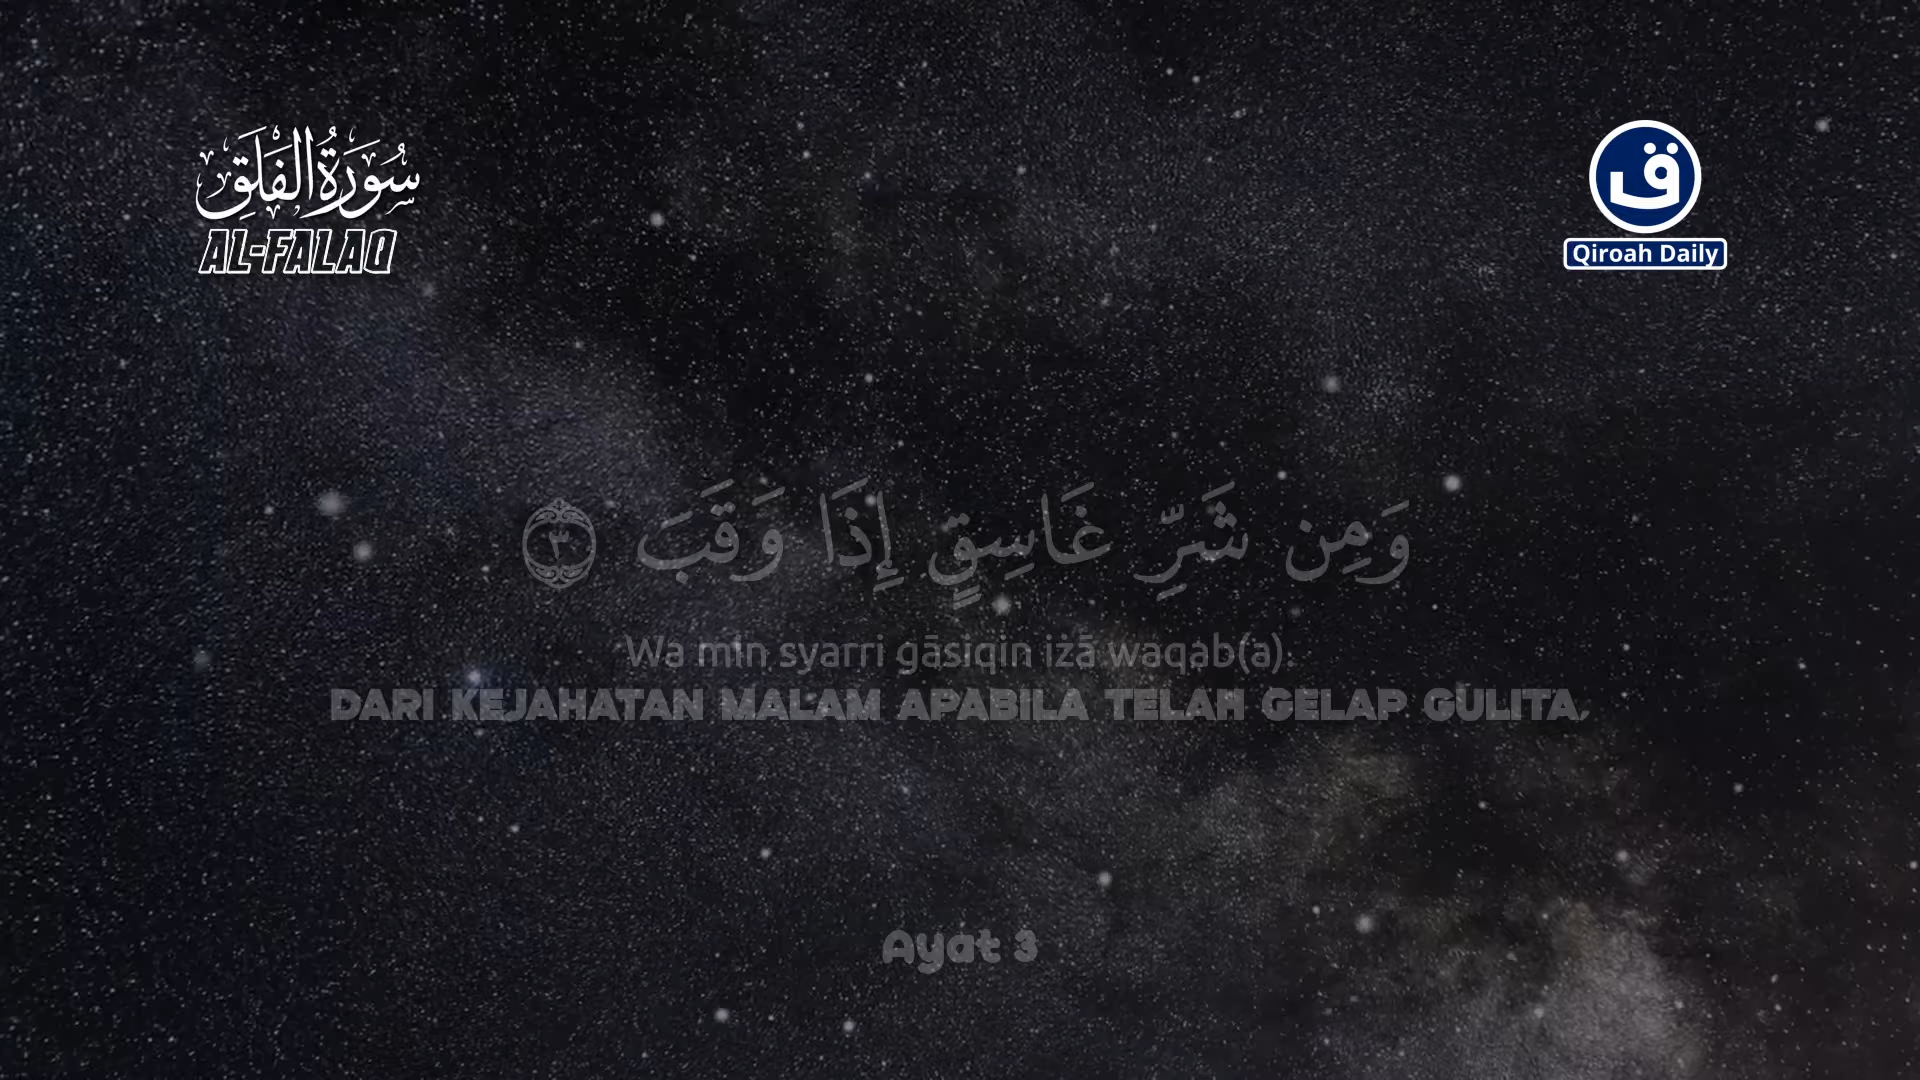 سُورَةُ الْفَلَقِ
AL-FALAQ
ق
Qiroah Daily
وَمِن شَرِّ غَاسِقٍ إِذَا وَقَبَ ٣
Wa min syarri gāsiqin iżā waqab(a).
DARI KEJAHATAN MALAM APABILA TELAH GELAP GULITA,
Ayat 3